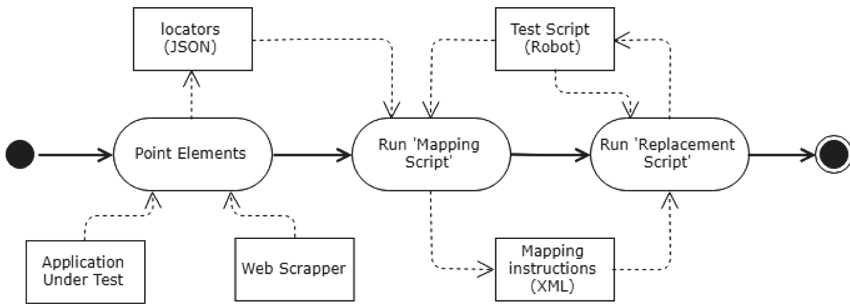 locators
(JSON)
Test Script
(Robot)
Point Elements
Run 'Mapping
Script'
Run 'Replacement
Script'
Application
Under Test
Web Scrapper
Mapping
instructions
(XML)